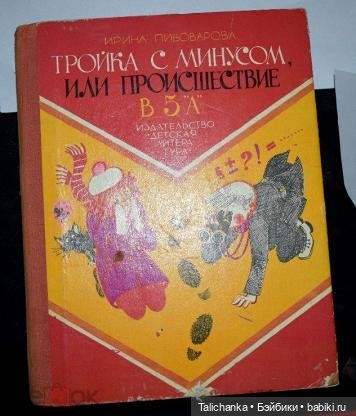 ИРИНА ПИВОВАРОВА
ТРОЙКА С МИНУСОМ,
ИЛИ ПРОИСШЕСТВИЕ
В 5 "А"
ИЗДАТЕЛЬСТВО
"ДЕТСКАЯ
ЛИТЕРА
ТУРА"
§±?!=.......
Talichanka • Бэйбики • babiki.ru